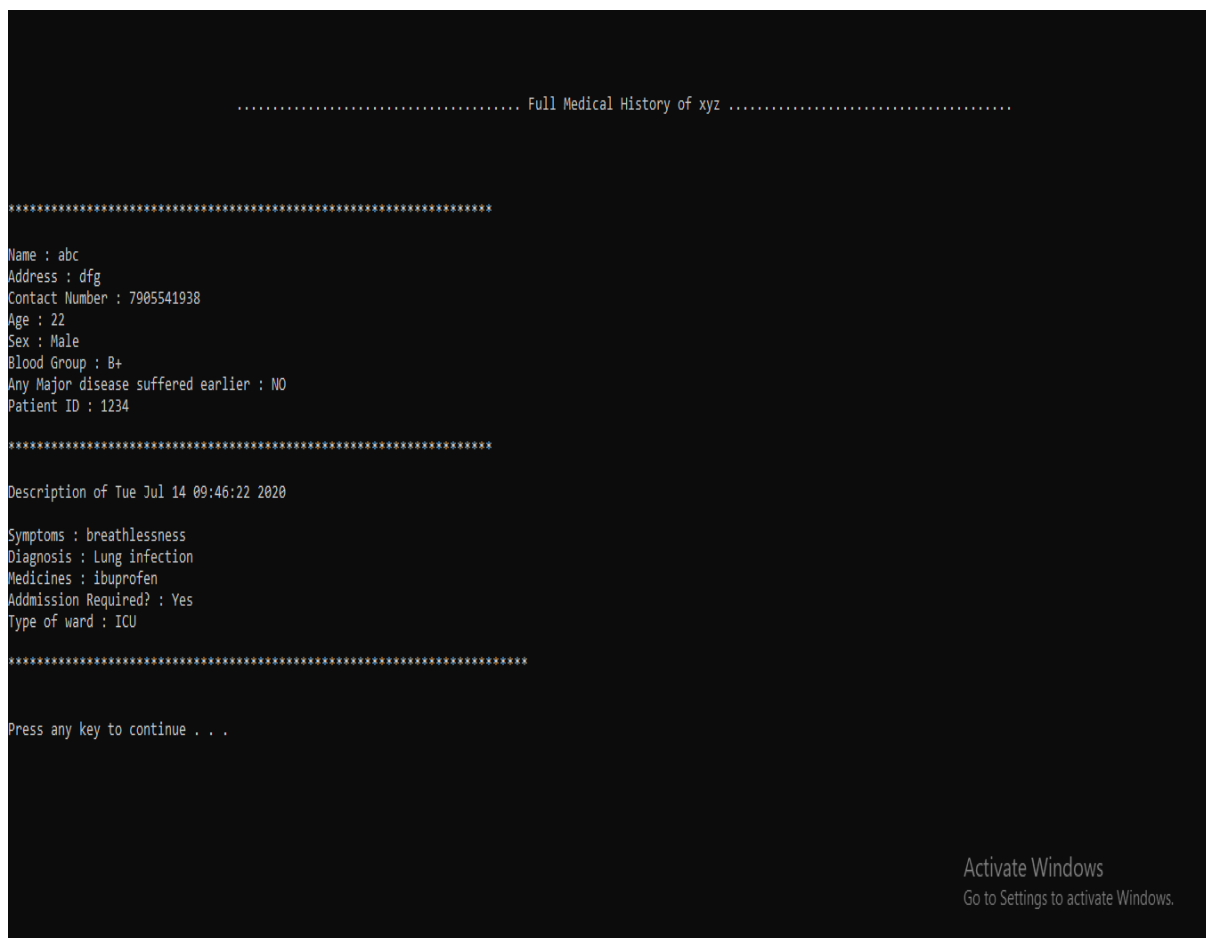 ........................................ Full Medical History of xyz ........................................
********************************************************************
Name : abc
Address : dfg
Contact Number : 7905541938
Age : 22
Sex : Male
Blood Group : B+
Any Major disease suffered earlier : NO
Patient ID : 1234
********************************************************************
Description of Tue Jul 14 09:46:22 2020
Symptoms : breathlessness
Diagnosis : Lung infection
Medicines : ibuprofen
Addmission Required? : Yes
Type of ward : ICU
*************************************************************************
Press any key to continue . . .
Activate Windows
Go to Settings to activate Windows.